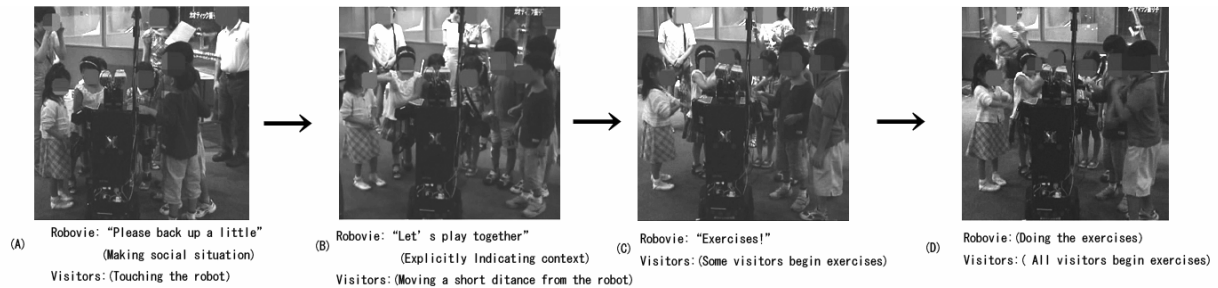 (A)
Robovie: “Please back up a little”
(Making social situation)
Visitors: (Touching the robot)
(B)
Robovie: “Let’s play together”
(Explicitly Indicating context)
Visitors: (Moving a short ditance from the robot)
(C)
Robovie: “Exercises!”
Visitors: (Some visitors begin exercises)
(D)
Robovie: (Doing the exercises)
Visitors: ( All visitors begin exercises)